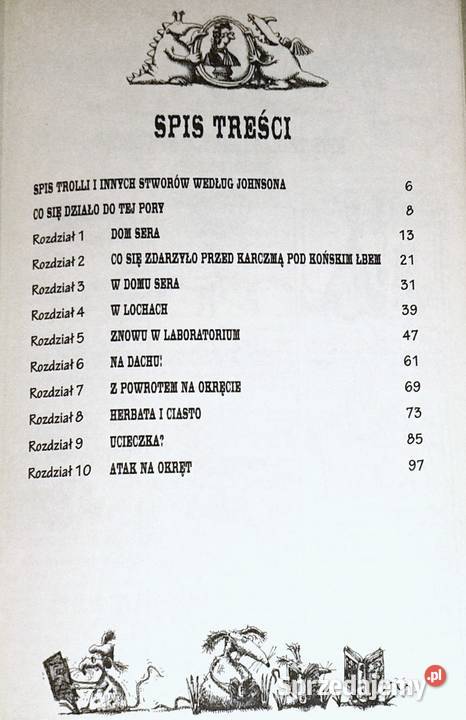 SPIS TREŚCI
SPIS TROLLI I INNYCH STWORÓW WEDŁUG JOHNSONA 6
CO SIĘ DZIAŁO DO TEJ PORY 8
Rozdział 1 DOM SERA 13
Rozdział 2 CO SIĘ ZDARZYŁO PRZED KARCZMĄ POD KOŃSKIM ŁBEM 21
Rozdział 3 W DOMU SERA 31
Rozdział 4 W LOCHACH 39
Rozdział 5 ZNOWU W LABORATORIUM 47
Rozdział 6 NA DACHU! 61
Rozdział 7 Z POWROTEM NA OKRĘCIE 69
Rozdział 8 HERBATA I CIASTO 73
Rozdział 9 UCIECZKA? 85
Rozdział 10 ATAK NA OKRĘT 97
Sprzedajemy.pl